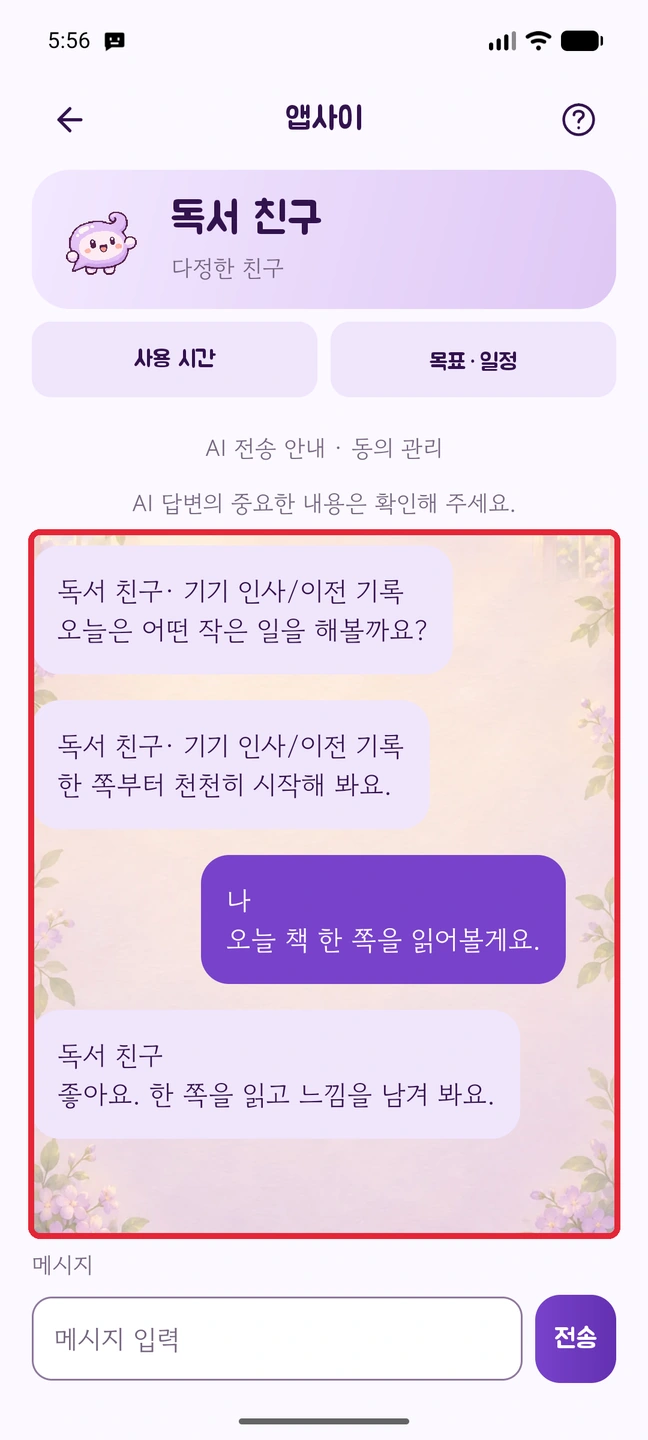 5:56
앱사이
독서 친구
다정한 친구
사용 시간
목표·일정
AI 전송 안내 · 동의 관리
AI 답변의 중요한 내용은 확인해 주세요.
독서 친구· 기기 인사/이전 기록
오늘은 어떤 작은 일을 해볼까요?
독서 친구· 기기 인사/이전 기록
한 쪽부터 천천히 시작해 봐요.
나
오늘 책 한 쪽을 읽어볼게요.
독서 친구
좋아요. 한 쪽을 읽고 느낌을 남겨 봐요.
메시지
메시지 입력
전송